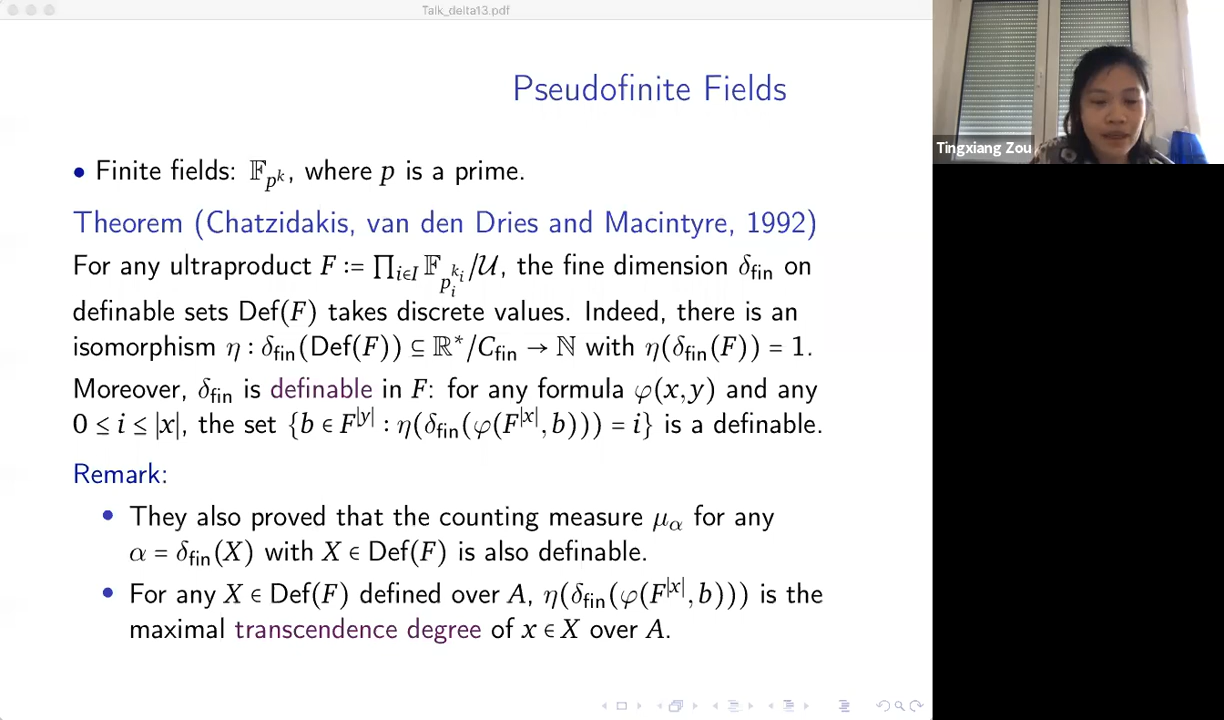 Talk_delta13.pdf
Pseudofinite Fields
• Finite fields: 𝔽_{p^k}, where p is a prime.
Theorem (Chatzidakis, van den Dries and Macintyre, 1992)
For any ultraproduct F := ∏_{i∈I} 𝔽_{p_i^{k_i}}/𝒰, the fine dimension δ_fin on
definable sets Def(F) takes discrete values. Indeed, there is an
isomorphism η : δ_fin(Def(F)) ⊆ ℝ*/C_fin → ℕ with η(δ_fin(F)) = 1.
Moreover, δ_fin is definable in F: for any formula φ(x, y) and any
0 ≤ i ≤ |x|, the set {b ∈ F^{|y|} : η(δ_fin(φ(F^{|x|}, b))) = i} is a definable.
Remark:
• They also proved that the counting measure μ_α for any
α = δ_fin(X) with X ∈ Def(F) is also definable.
• For any X ∈ Def(F) defined over A, η(δ_fin(φ(F^{|x|}, b))) is the
maximal transcendence degree of x ∈ X over A.
Tingxiang Zou